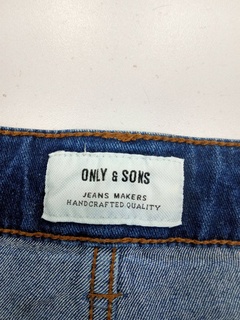 ONLY & SONS
JEANS MAKERS
HANDCRAFTED QUALITY